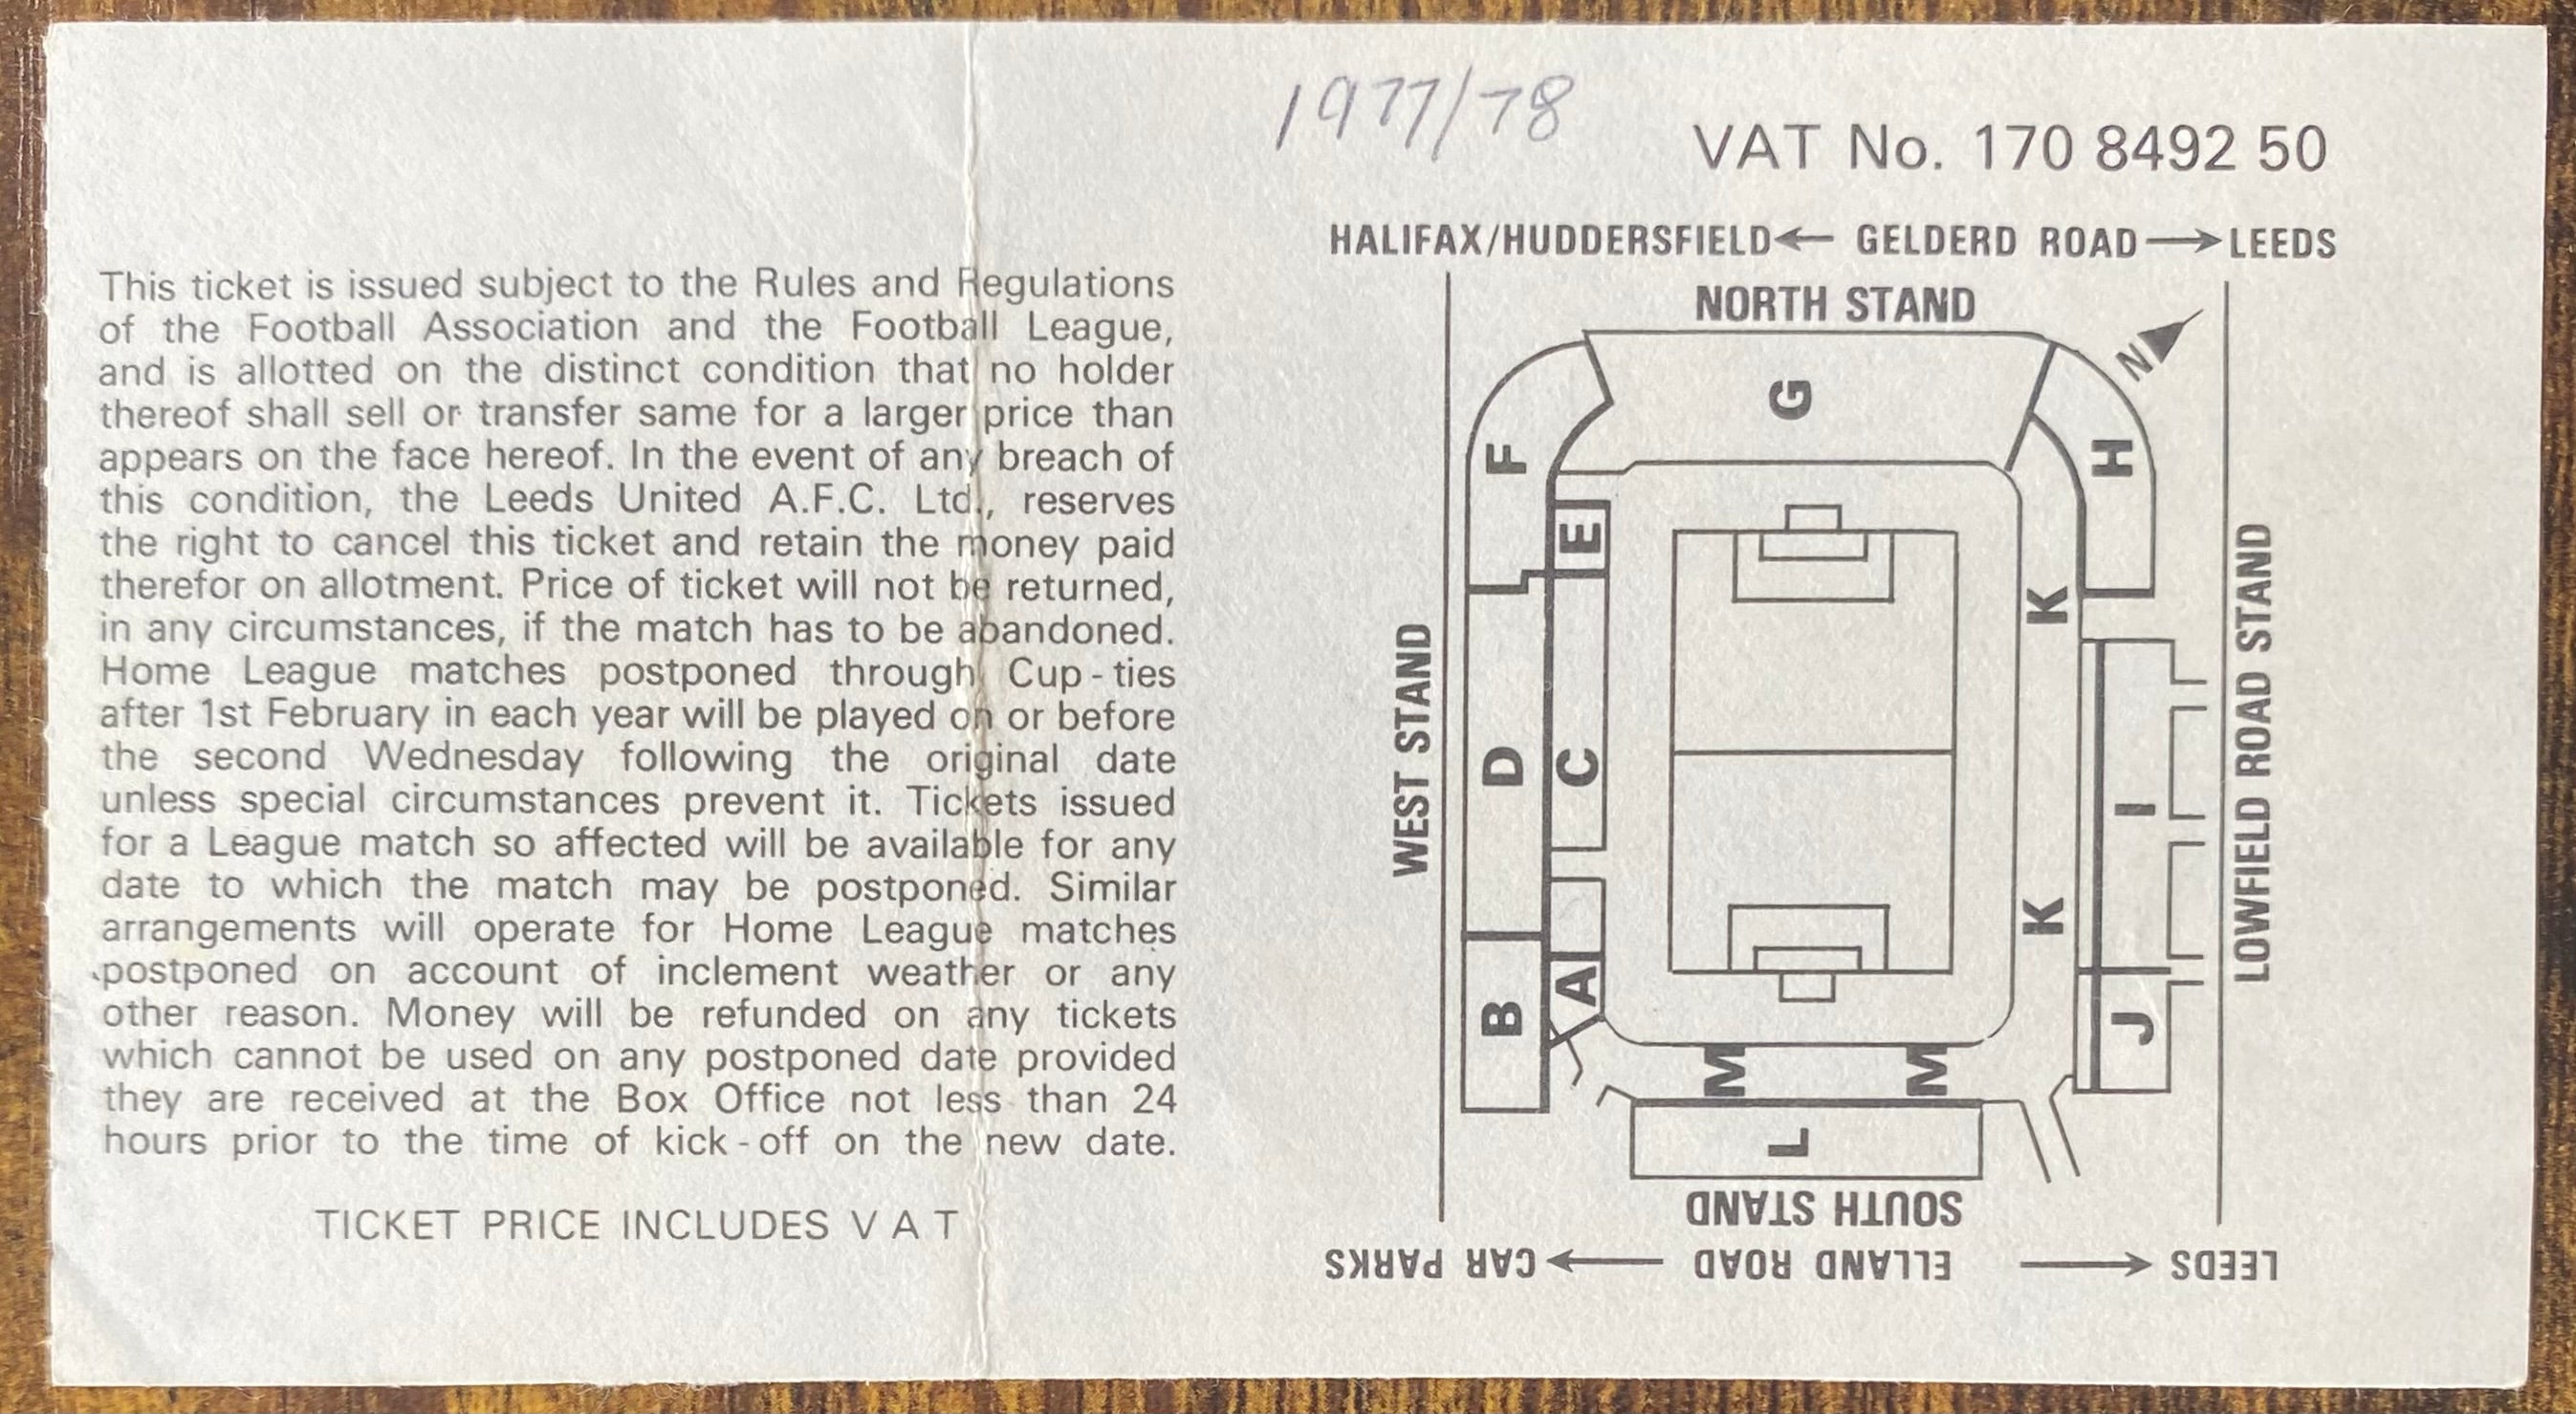 1977/78
VAT No. 170 8492 50
This ticket is issued subject to the Rules and Regulations
of the Football Association and the Football League,
and is allotted on the distinct condition that no holder
thereof shall sell or transfer same for a larger price than
appears on the face hereof. In the event of any breach of
this condition, the Leeds United A.F.C. Ltd., reserves
the right to cancel this ticket and retain the money paid
therefor on allotment. Price of ticket will not be returned,
in any circumstances, if the match has to be abandoned.
Home League matches postponed through Cup-ties
after 1st February in each year will be played on or before
the second Wednesday following the original date
unless special circumstances prevent it. Tickets issued
for a League match so affected will be available for any
date to which the match may be postponed. Similar
arrangements will operate for Home League matches
postponed on account of inclement weather or any
other reason. Money will be refunded on any tickets
which cannot be used on any postponed date provided
they are received at the Box Office not less than 24
hours prior to the time of kick-off on the new date.
TICKET PRICE INCLUDES V A T
HALIFAX/HUDDERSFIELD ← GELDERD ROAD → LEEDS
NORTH STAND
N
G
F
H
E
K
WEST STAND
D
C
I
LOWFIELD ROAD STAND
K
B
A
J
M
M
L
SOUTH STAND
CAR PARKS ← ELLAND ROAD → LEEDS